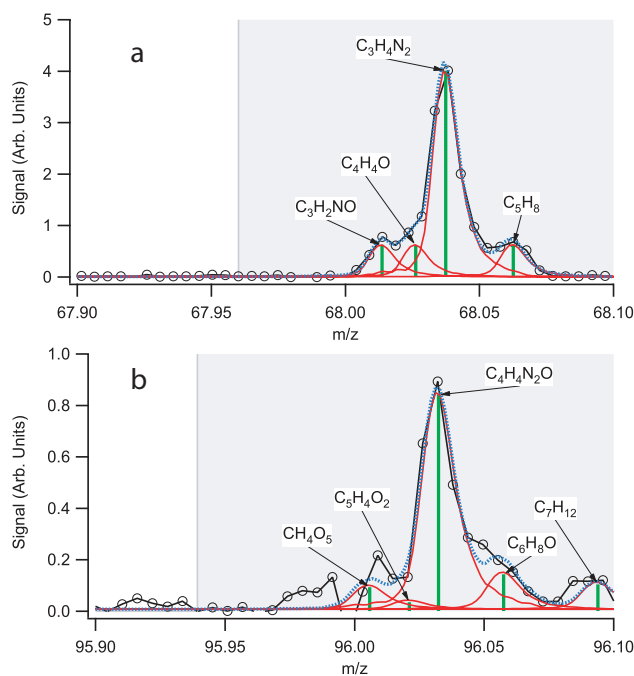 a
Signal (Arb. Units)
5
4
3
2
1
0
C₃H₄N₂
C₄H₄O
C₃H₂NO
C₅H₈
67.90 67.95 68.00 68.05 68.10
m/z
b
Signal (Arb. Units)
1.0
0.8
0.6
0.4
0.2
0.0
C₄H₄N₂O
C₅H₄O₂
CH₄O₅
C₇H₁₂
C₆H₈O
95.90 95.95 96.00 96.05 96.10
m/z